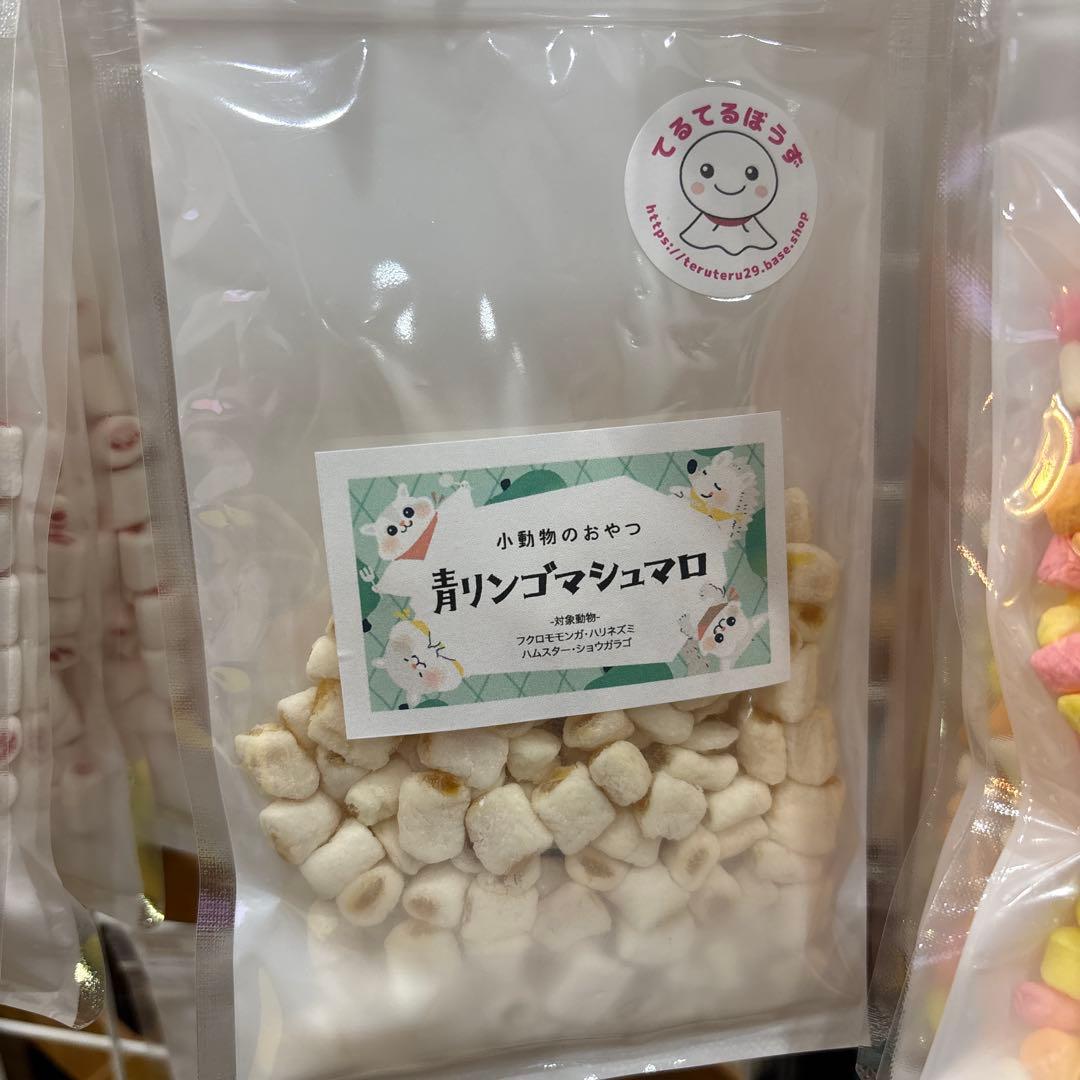 てるてるぼうず
https://teruteru29.base.shop
小動物のおやつ
青リンゴマシュマロ
-対象動物-
フクロモモンガ・ハリネズミ
ハムスター・ショウガラゴ